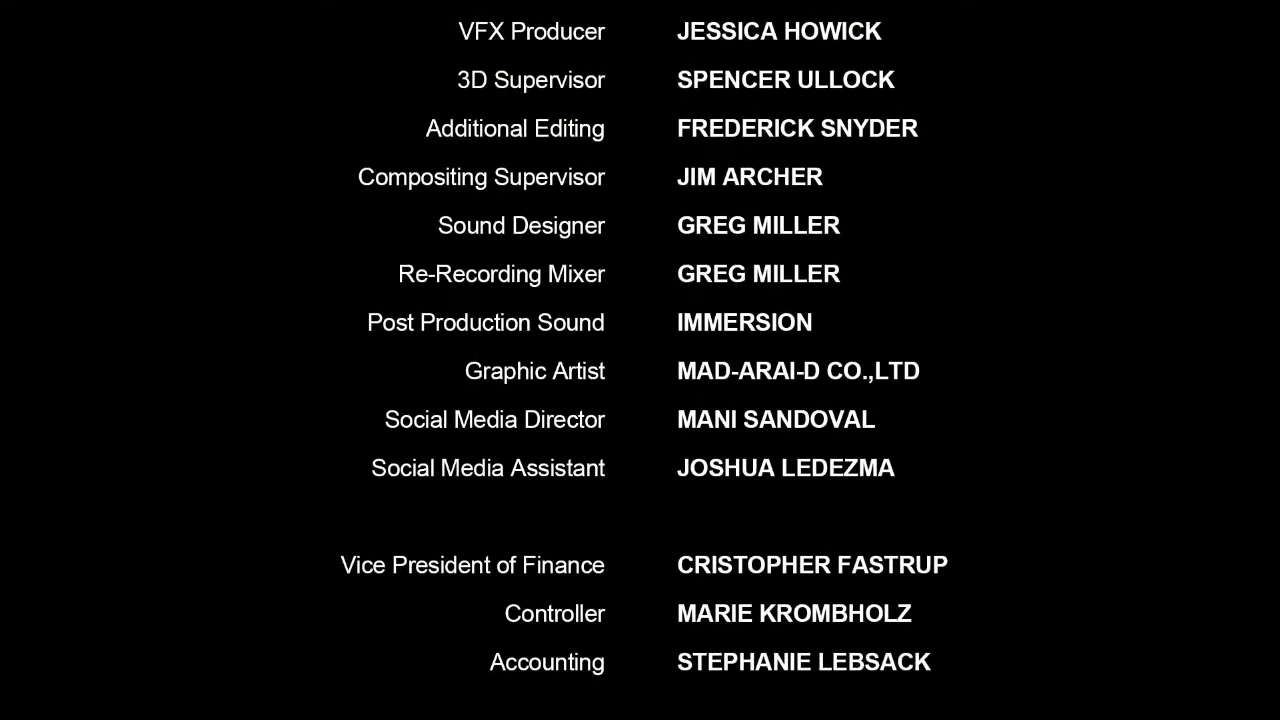 VFX Producer JESSICA HOWICK
3D Supervisor SPENCER ULLOCK
Additional Editing FREDERICK SNYDER
Compositing Supervisor JIM ARCHER
Sound Designer GREG MILLER
Re-Recording Mixer GREG MILLER
Post Production Sound IMMERSION
Graphic Artist MAD-ARAI-D CO.,LTD
Social Media Director MANI SANDOVAL
Social Media Assistant JOSHUA LEDEZMA
Vice President of Finance CRISTOPHER FASTRUP
Controller MARIE KROMBHOLZ
Accounting STEPHANIE LEBSACK